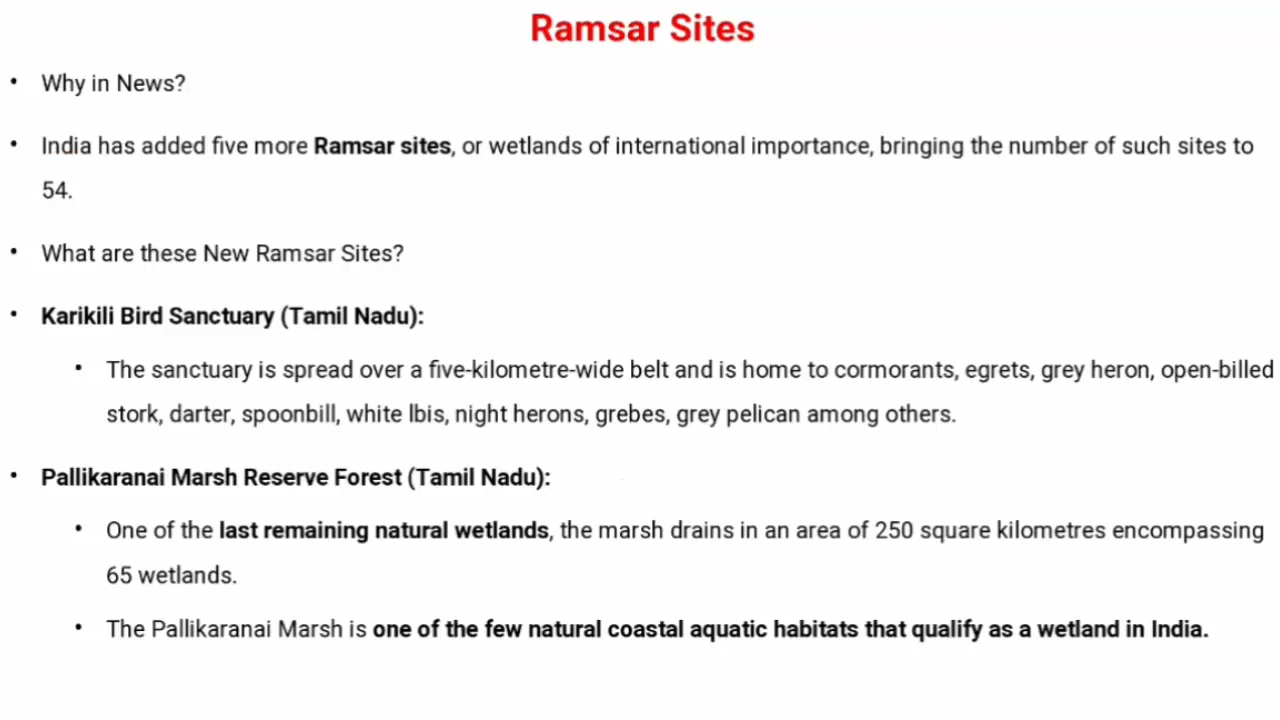 Ramsar Sites
• Why in News?
• India has added five more Ramsar sites, or wetlands of international importance, bringing the number of such sites to
54.
• What are these New Ramsar Sites?
• Karikili Bird Sanctuary (Tamil Nadu):
• The sanctuary is spread over a five-kilometre-wide belt and is home to cormorants, egrets, grey heron, open-billed
stork, darter, spoonbill, white lbis, night herons, grebes, grey pelican among others.
• Pallikaranai Marsh Reserve Forest (Tamil Nadu):
• One of the last remaining natural wetlands, the marsh drains in an area of 250 square kilometres encompassing
65 wetlands.
• The Pallikaranai Marsh is one of the few natural coastal aquatic habitats that qualify as a wetland in India.